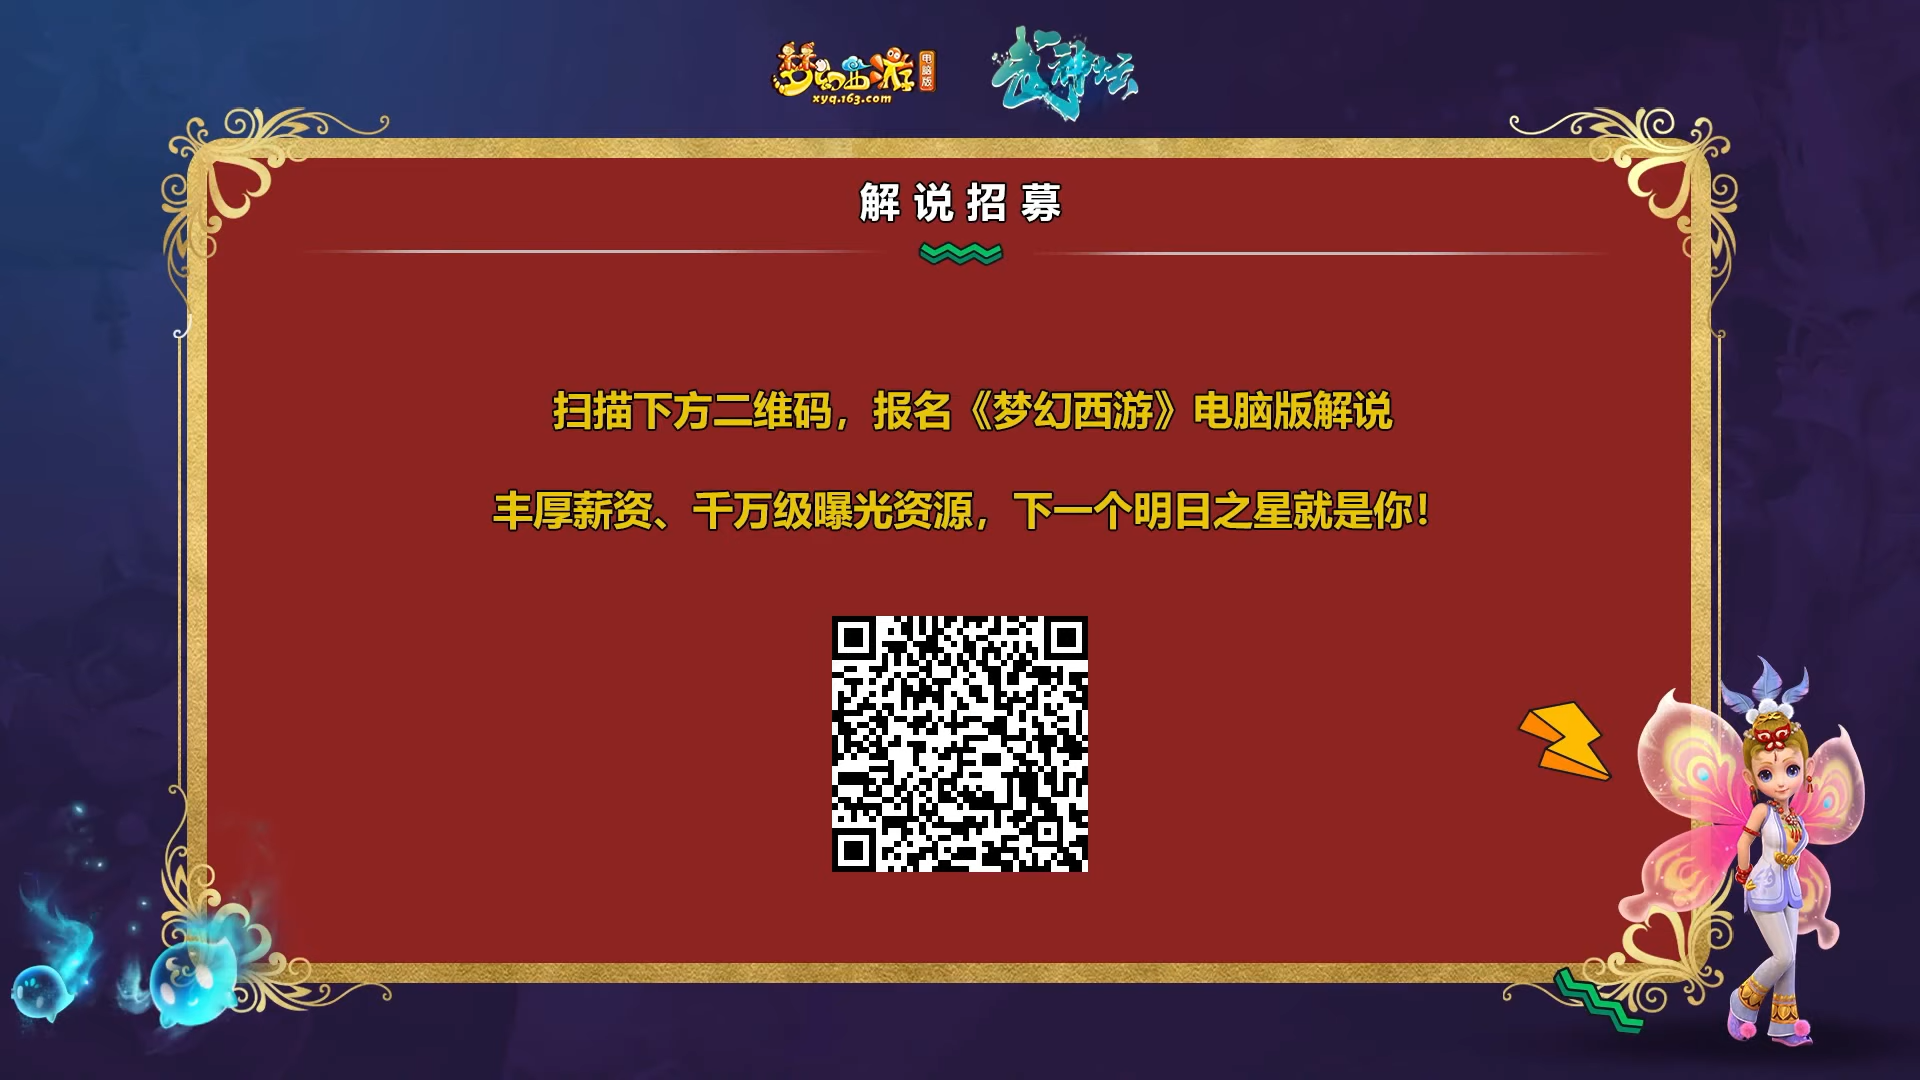 梦幻西游 电脑版 武神坛
xyq.163.com
解说招募
扫描下方二维码，报名《梦幻西游》电脑版解说
丰厚薪资、千万级曝光资源，下一个明日之星就是你！